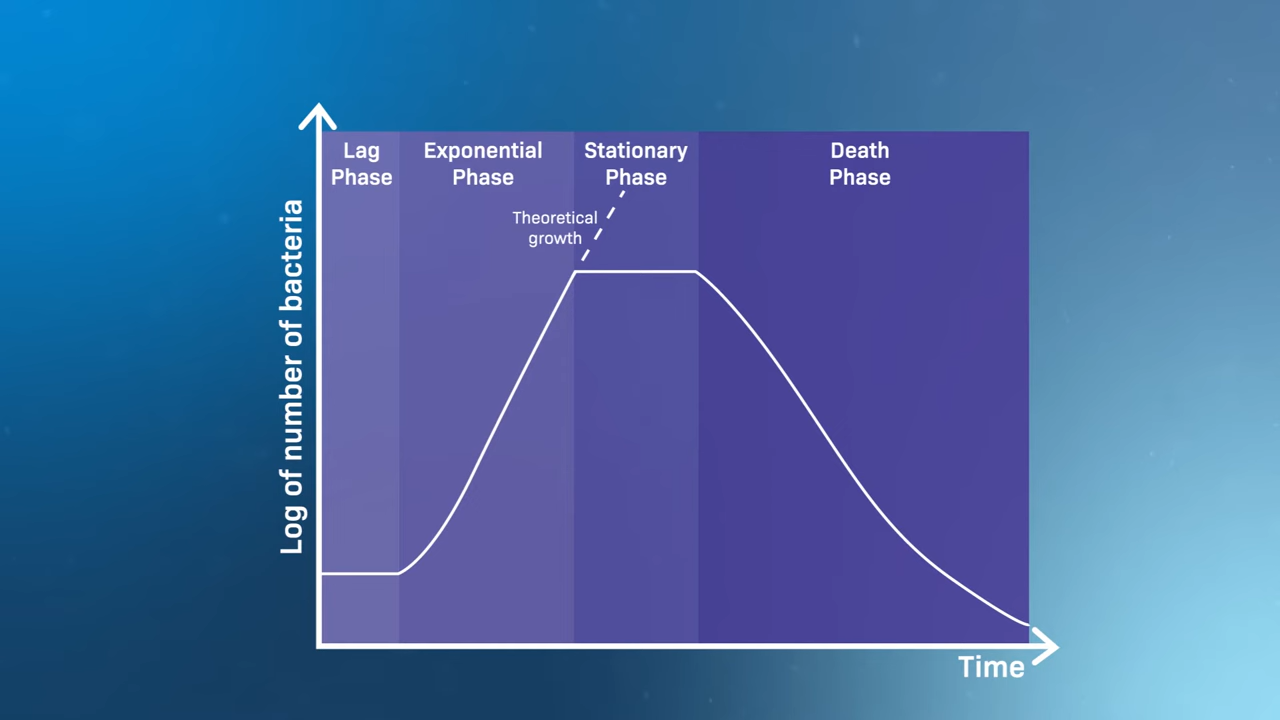 Lag
Phase
Exponential
Phase
Stationary
Phase
Death
Phase
Theoretical
growth
Log of number of bacteria
Time